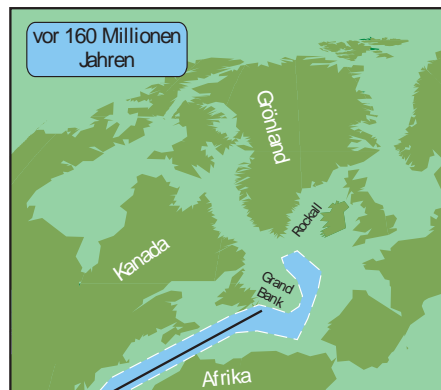 vor 160 Millionen
Jahren
Grönland
Rockall
Kanada
Grand
Bank
Afrika